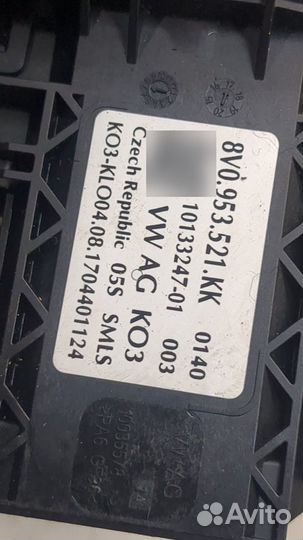 8V0.953.521.KK 0140
10133247-01 003
VW AG KO3
Czech Republic 05S SMLS
KO3-KLO04.08.1704401124
Avito